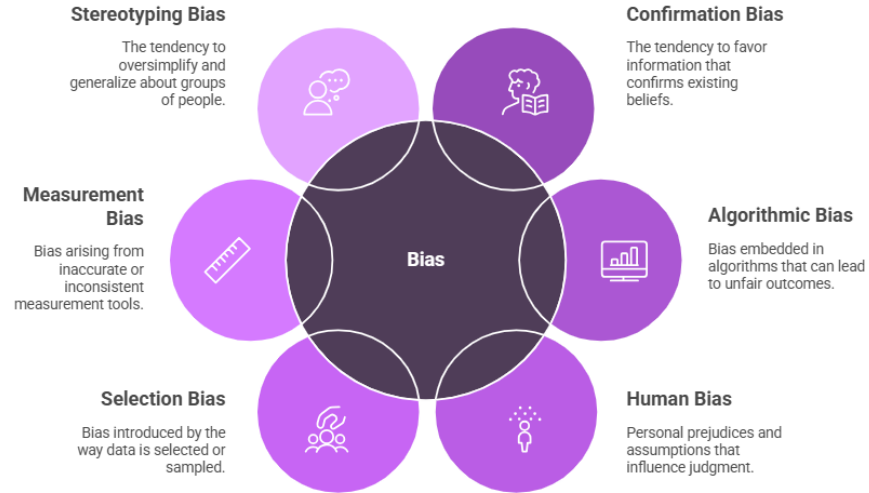 Stereotyping Bias
The tendency to
oversimplify and
generalize about groups
of people.
Confirmation Bias
The tendency to favor
information that
confirms existing
beliefs.
Measurement
Bias
Bias arising from
inaccurate or
inconsistent
measurement tools.
Bias
Algorithmic Bias
Bias embedded in
algorithms that can lead
to unfair outcomes.
Selection Bias
Bias introduced by the
way data is selected or
sampled.
Human Bias
Personal prejudices and
assumptions that
influence judgment.